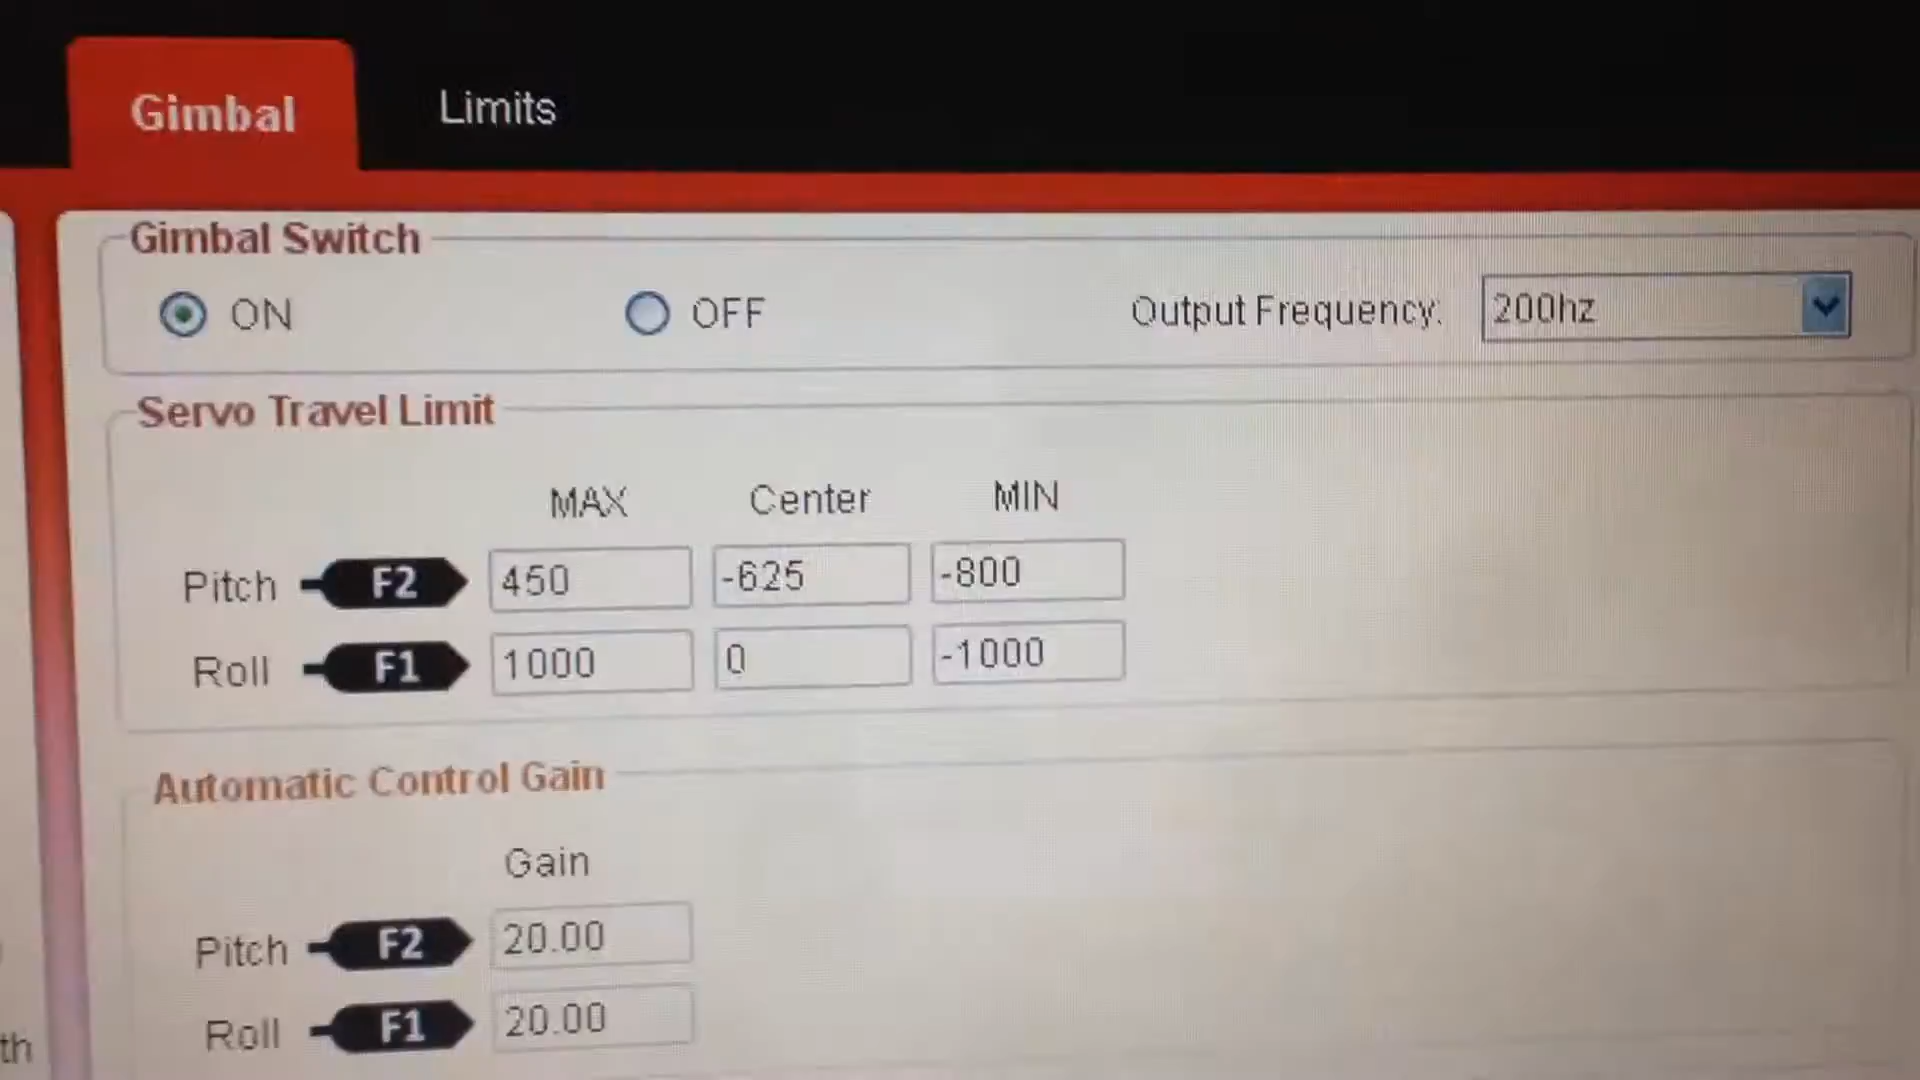 Gimbal Limits
Gimbal Switch
ON OFF Output Frequency: 200hz
Servo Travel Limit
MAX Center MIN
Pitch F2 450 -625 -800
Roll F1 1000 0 -1000
Automatic Control Gain
Gain
Pitch F2 20.00
Roll F1 20.00
th